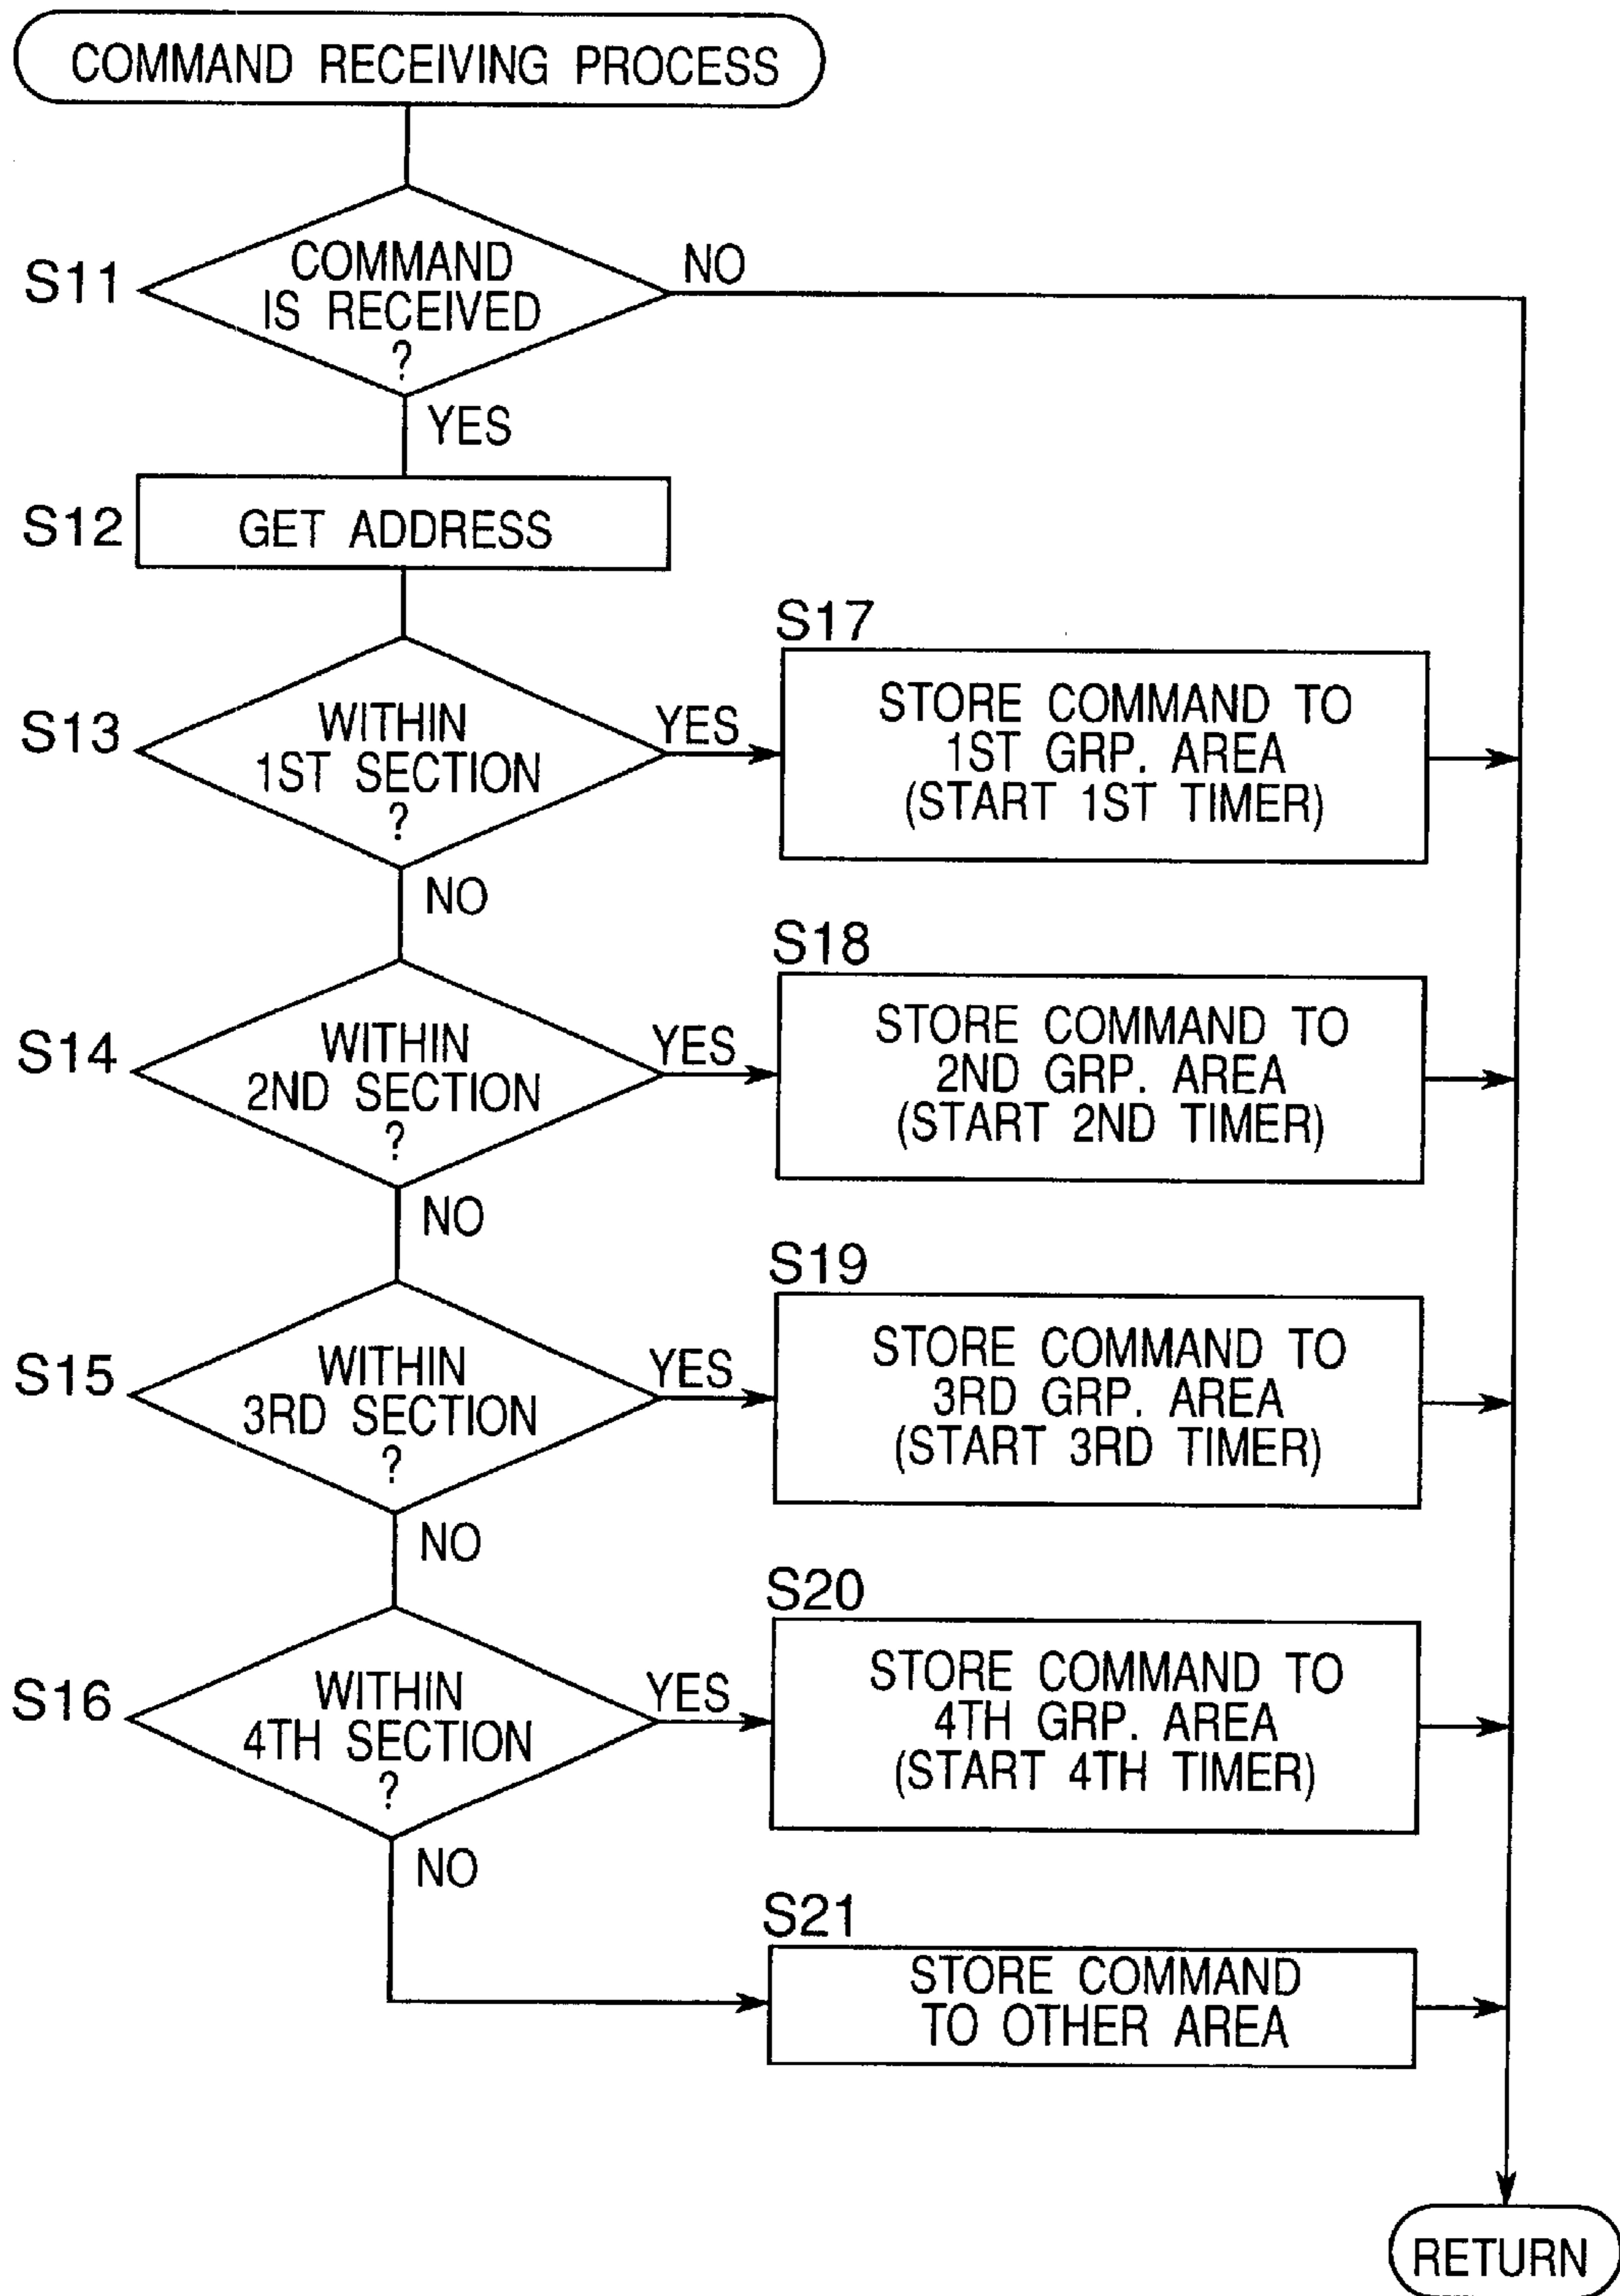 COMMAND RECEIVING PROCESS
S11
COMMAND
IS RECEIVED
?
NO
YES
S12
GET ADDRESS
S13
WITHIN
1ST SECTION
?
YES
S17
STORE COMMAND TO
1ST GRP. AREA
(START 1ST TIMER)
NO
S14
WITHIN
2ND SECTION
?
YES
S18
STORE COMMAND TO
2ND GRP. AREA
(START 2ND TIMER)
NO
S15
WITHIN
3RD SECTION
?
YES
S19
STORE COMMAND TO
3RD GRP. AREA
(START 3RD TIMER)
NO
S16
WITHIN
4TH SECTION
?
YES
S20
STORE COMMAND TO
4TH GRP. AREA
(START 4TH TIMER)
NO
S21
STORE COMMAND
TO OTHER AREA
RETURN